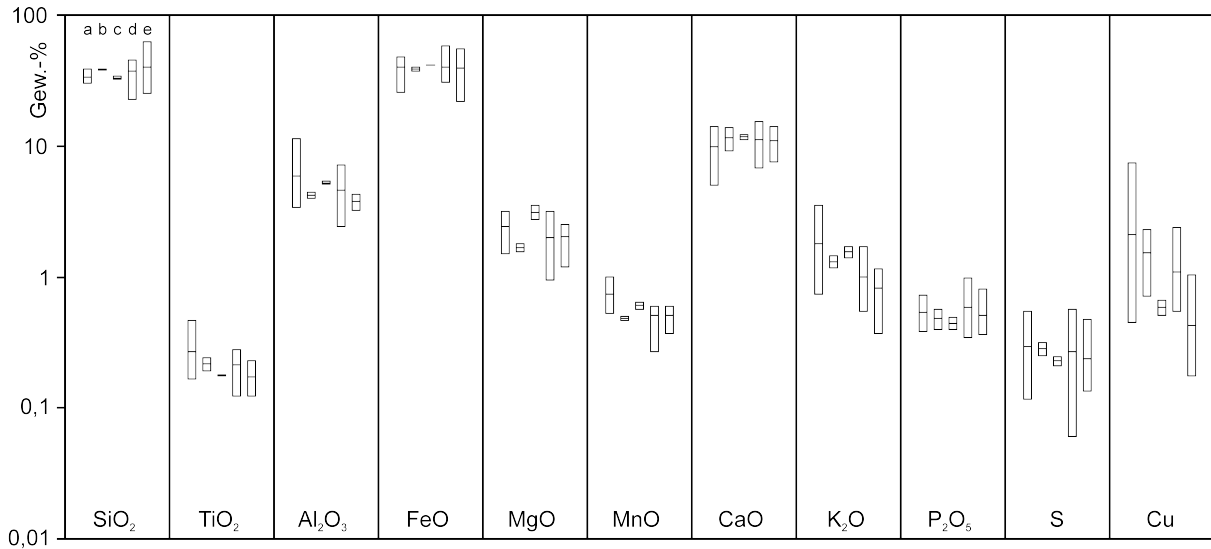 100
a b c d e
Gew.-%
10
1
0,1
SiO₂ TiO₂ Al₂O₃ FeO MgO MnO CaO K₂O P₂O₅ S Cu
0,01